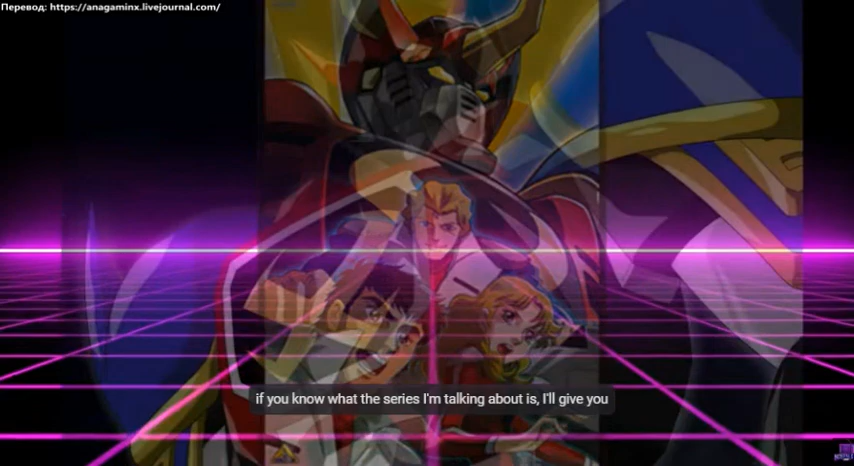 Перевод: https://anagaminx.livejournal.com/
if you know what the series I'm talking about is, I'll give you